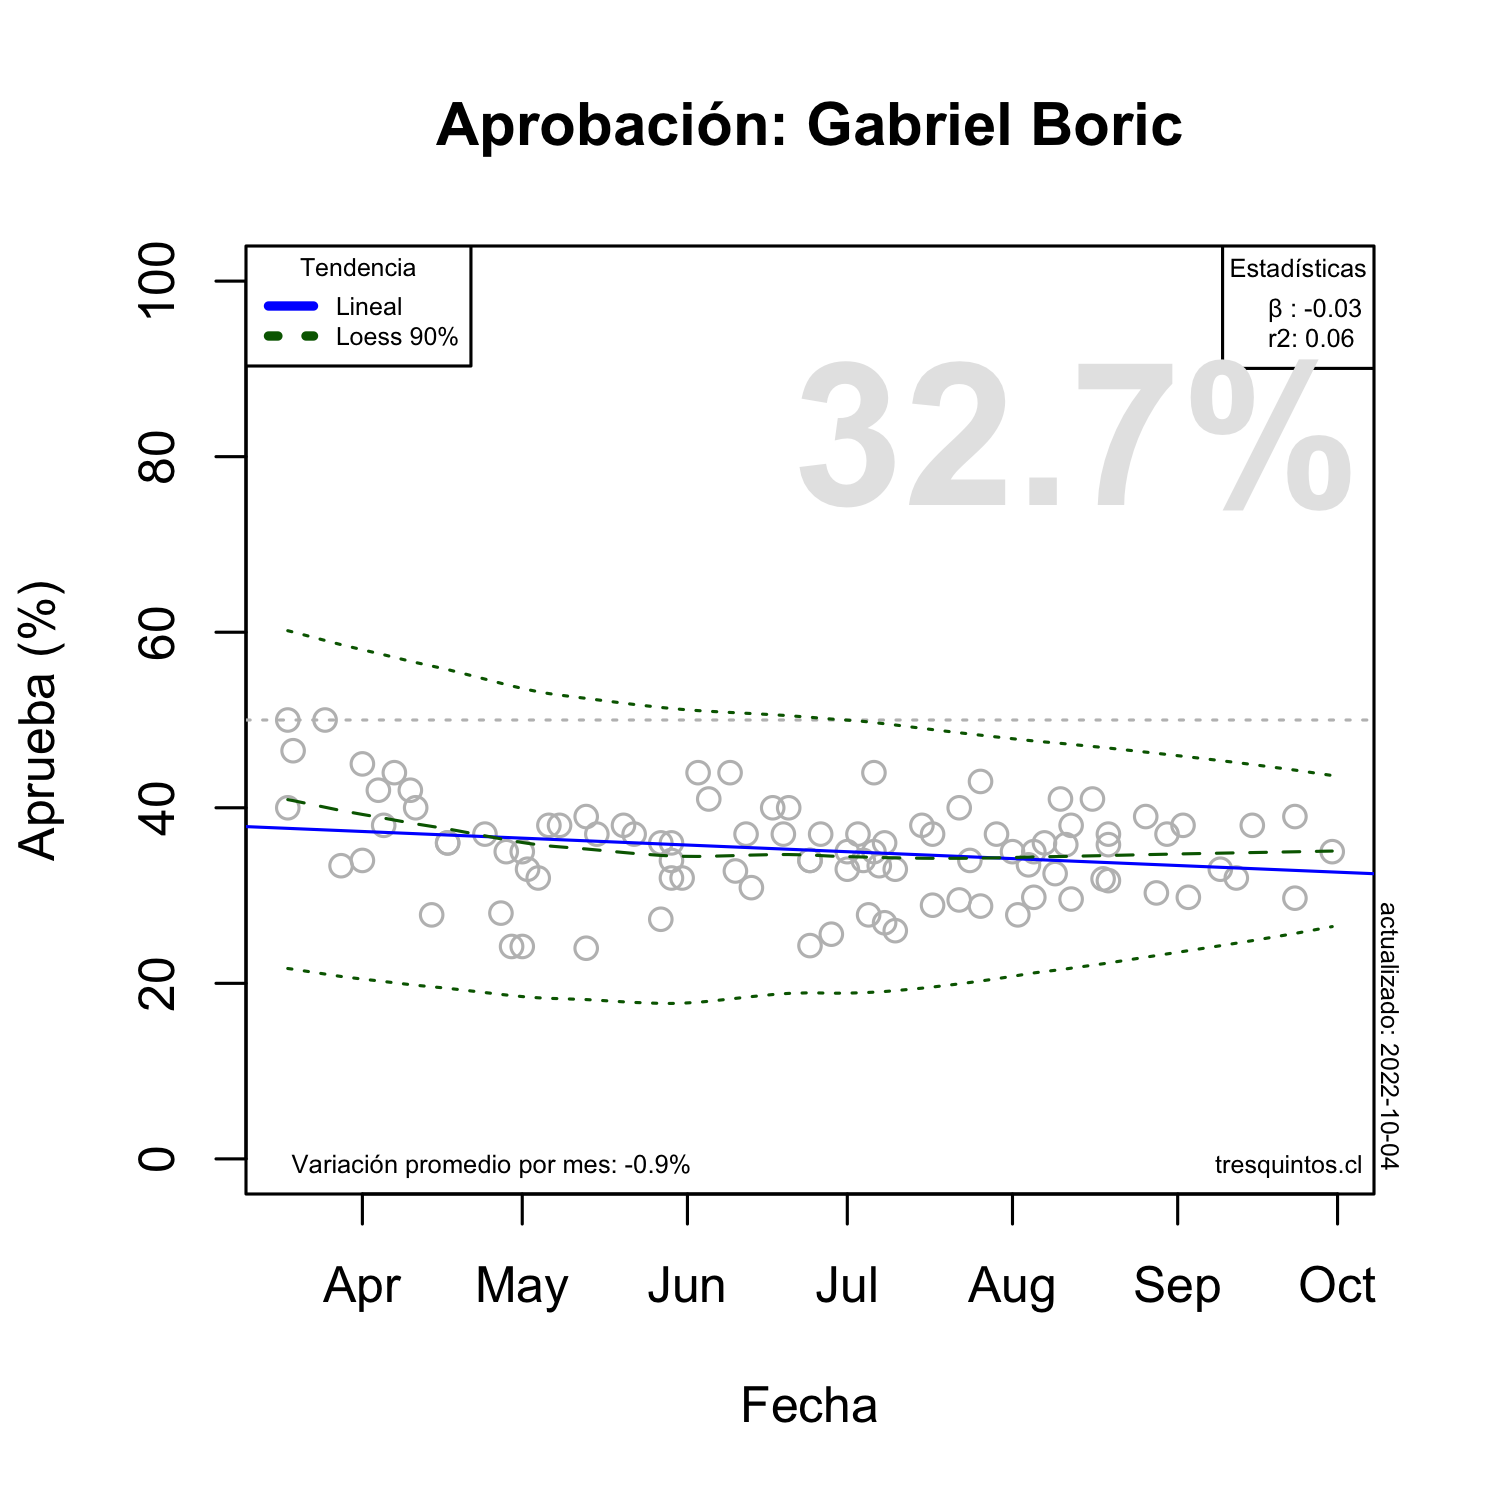 Aprobación: Gabriel Boric
Tendencia
Lineal
Loess 90%
Estadísticas
β : -0.03
r2: 0.06
32.7%
Aprueba (%)
100
80
60
40
20
0
actualizado: 2022-10-04
Variación promedio por mes: -0.9%
tresquintos.cl
Apr May Jun Jul Aug Sep Oct
Fecha